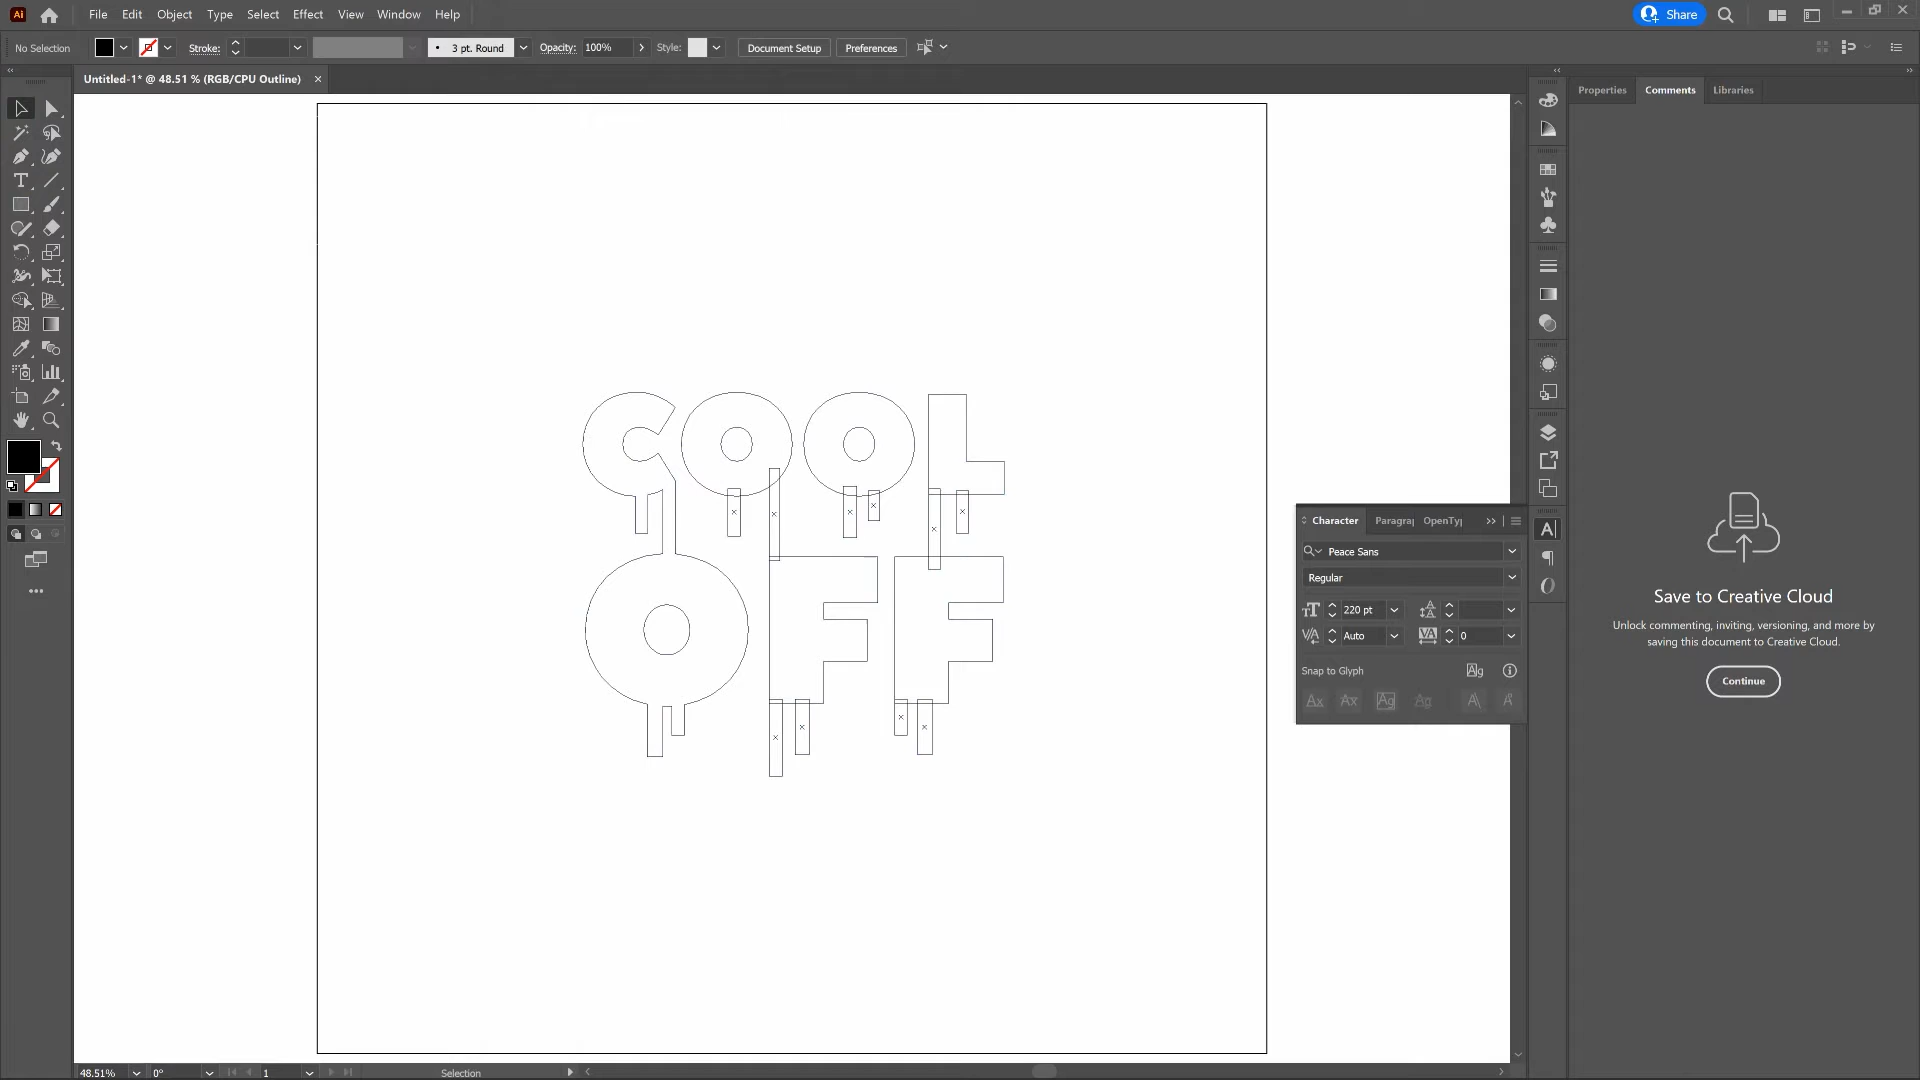 Ai File Edit Object Type Select Effect View Window Help Share
No Selection Stroke: 3 pt. Round Opacity: 100% Style: Document Setup Preferences
Untitled-1* @ 48.51 % (RGB/CPU Outline) ×
Properties Comments Libraries
COOL
OFF
Character Paragra OpenTyp
Peace Sans
Regular
220 pt
Auto 0
Snap to Glyph
Save to Creative Cloud
Unlock commenting, inviting, versioning, and more by
saving this document to Creative Cloud.
Continue
48.51% 0° 1 Selection